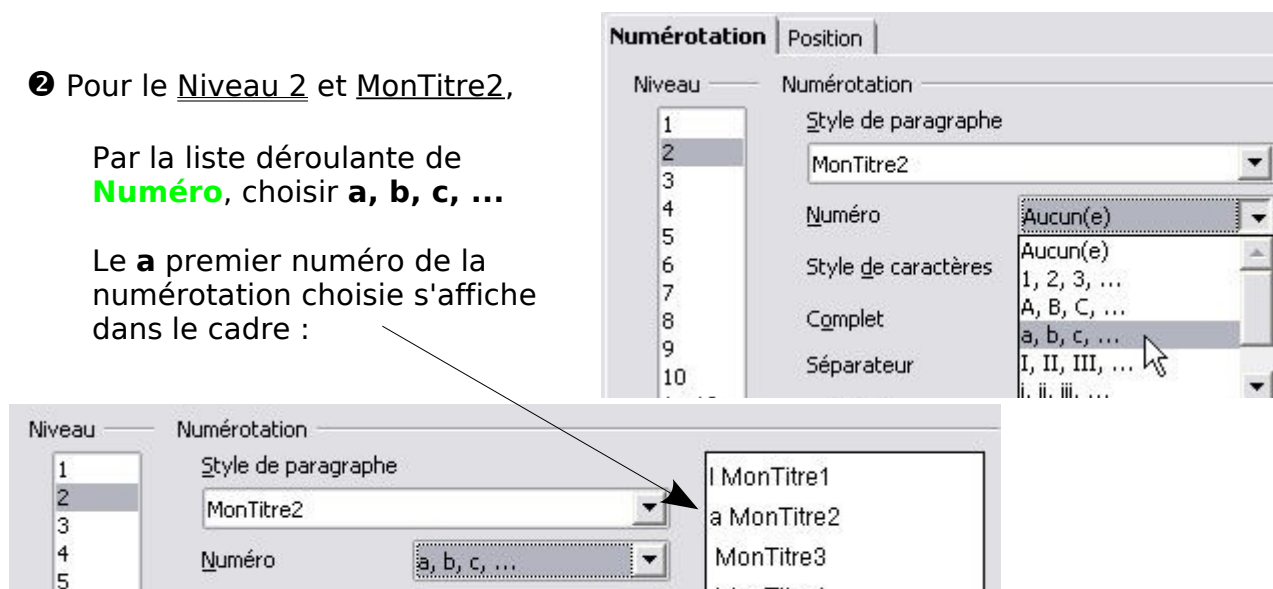 ❷ Pour le Niveau 2 et MonTitre2,
Par la liste déroulante de
Numéro, choisir a, b, c, ...
Le a premier numéro de la
numérotation choisie s'affiche
dans le cadre :
Numérotation Position
Niveau Numérotation
1
2
3
4
5
6
7
8
9
10
Style de paragraphe
MonTitre2
Numéro Aucun(e)
Style de caractères
Complet
Séparateur
Aucun(e)
1, 2, 3, ...
A, B, C, ...
a, b, c, ...
I, II, III, ...
i, ii, iii, ...
Niveau Numérotation
1
2
3
4
5
Style de paragraphe
MonTitre2
Numéro a, b, c, ...
I MonTitre1
a MonTitre2
MonTitre3